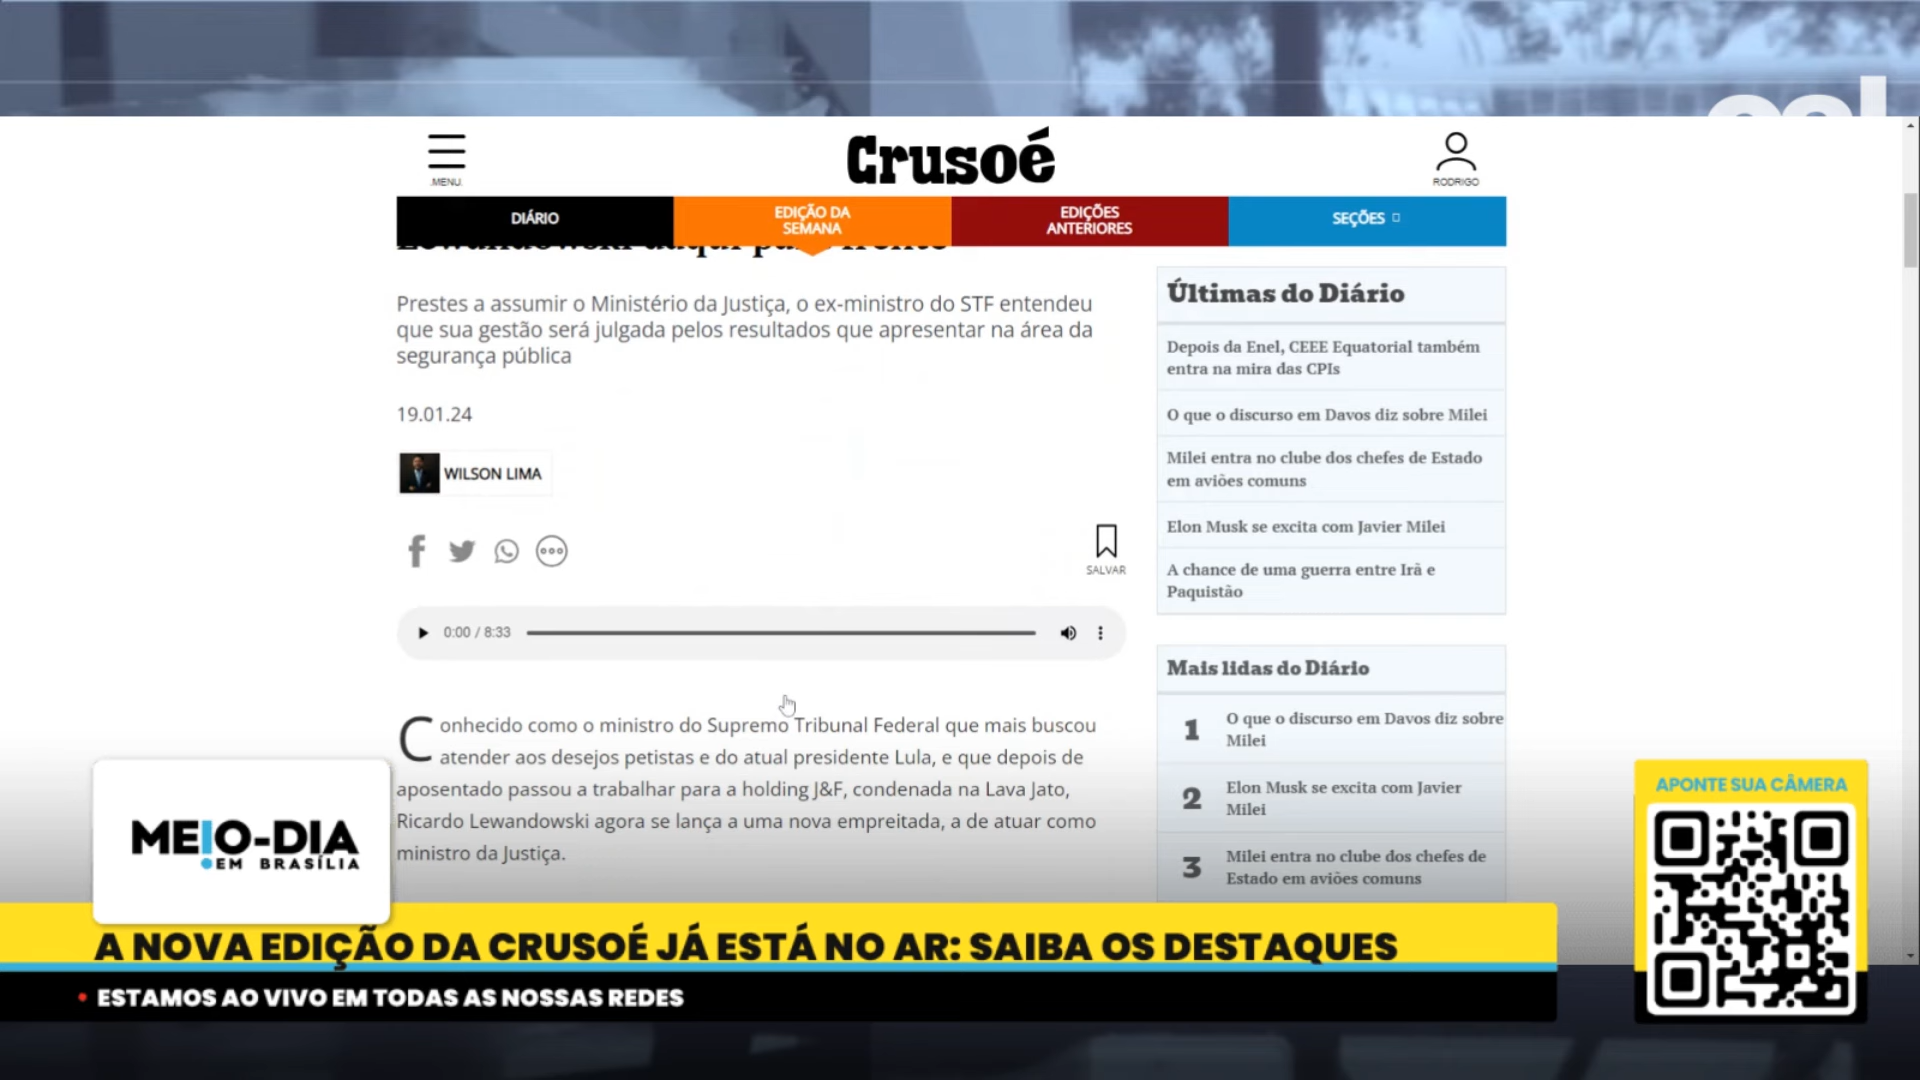 MENU
Crusoé
RODRIGO
DIÁRIO
EDIÇÃO DA
SEMANA
EDIÇÕES
ANTERIORES
SEÇÕES
Lewandowski daqui para frente
Prestes a assumir o Ministério da Justiça, o ex-ministro do STF entendeu
que sua gestão será julgada pelos resultados que apresentar na área da
segurança pública
19.01.24
WILSON LIMA
SALVAR
0:00 / 8:33
Conhecido como o ministro do Supremo Tribunal Federal que mais buscou
atender aos desejos petistas e do atual presidente Lula, e que depois de
aposentado passou a trabalhar para a holding J&F, condenada na Lava Jato,
Ricardo Lewandowski agora se lança a uma nova empreitada, a de atuar como
ministro da Justiça.
Últimas do Diário
Depois da Enel, CEEE Equatorial também
entra na mira das CPIs
O que o discurso em Davos diz sobre Milei
Milei entra no clube dos chefes de Estado
em aviões comuns
Elon Musk se excita com Javier Milei
A chance de uma guerra entre Irã e
Paquistão
Mais lidas do Diário
1 O que o discurso em Davos diz sobre
Milei
2 Elon Musk se excita com Javier
Milei
3 Milei entra no clube dos chefes de
Estado em aviões comuns
APONTE SUA CÂMERA
MEIO-DIA
EM BRASÍLIA
A NOVA EDIÇÃO DA CRUSOÉ JÁ ESTÁ NO AR: SAIBA OS DESTAQUES
• ESTAMOS AO VIVO EM TODAS AS NOSSAS REDES